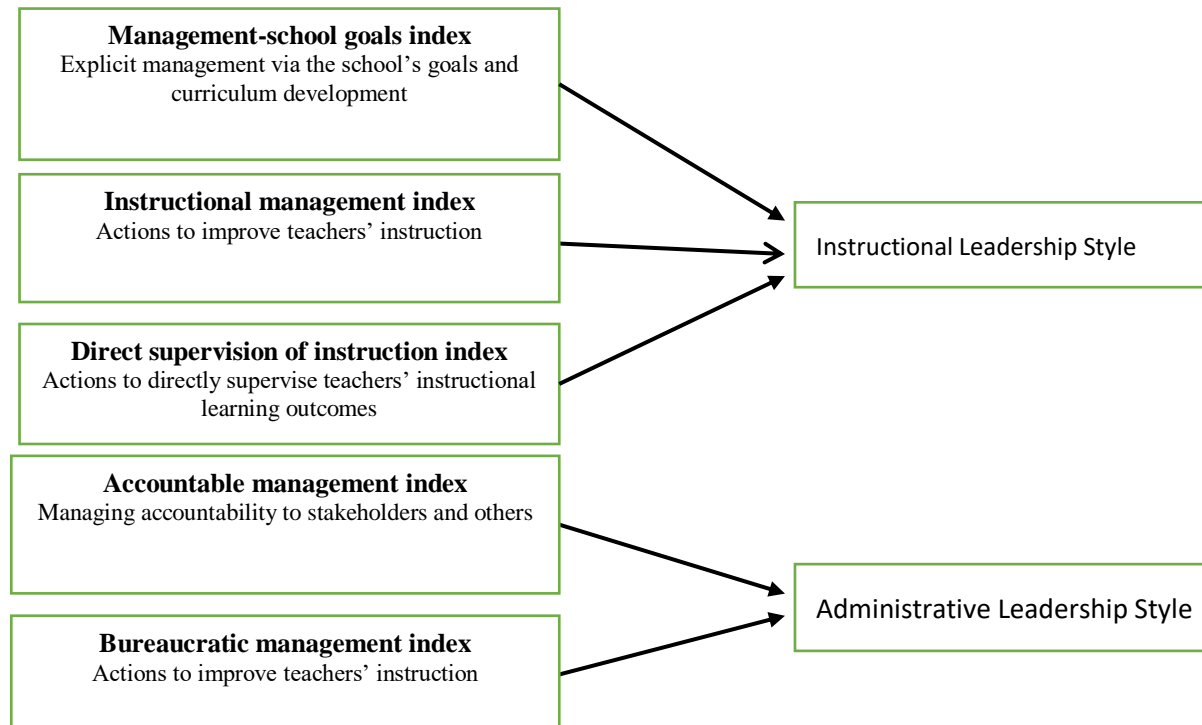 Management-school goals index
Explicit management via the school’s goals and
curriculum development
Instructional management index
Actions to improve teachers’ instruction
Instructional Leadership Style
Direct supervision of instruction index
Actions to directly supervise teachers’ instructional
learning outcomes
Accountable management index
Managing accountability to stakeholders and others
Administrative Leadership Style
Bureaucratic management index
Actions to improve teachers’ instruction